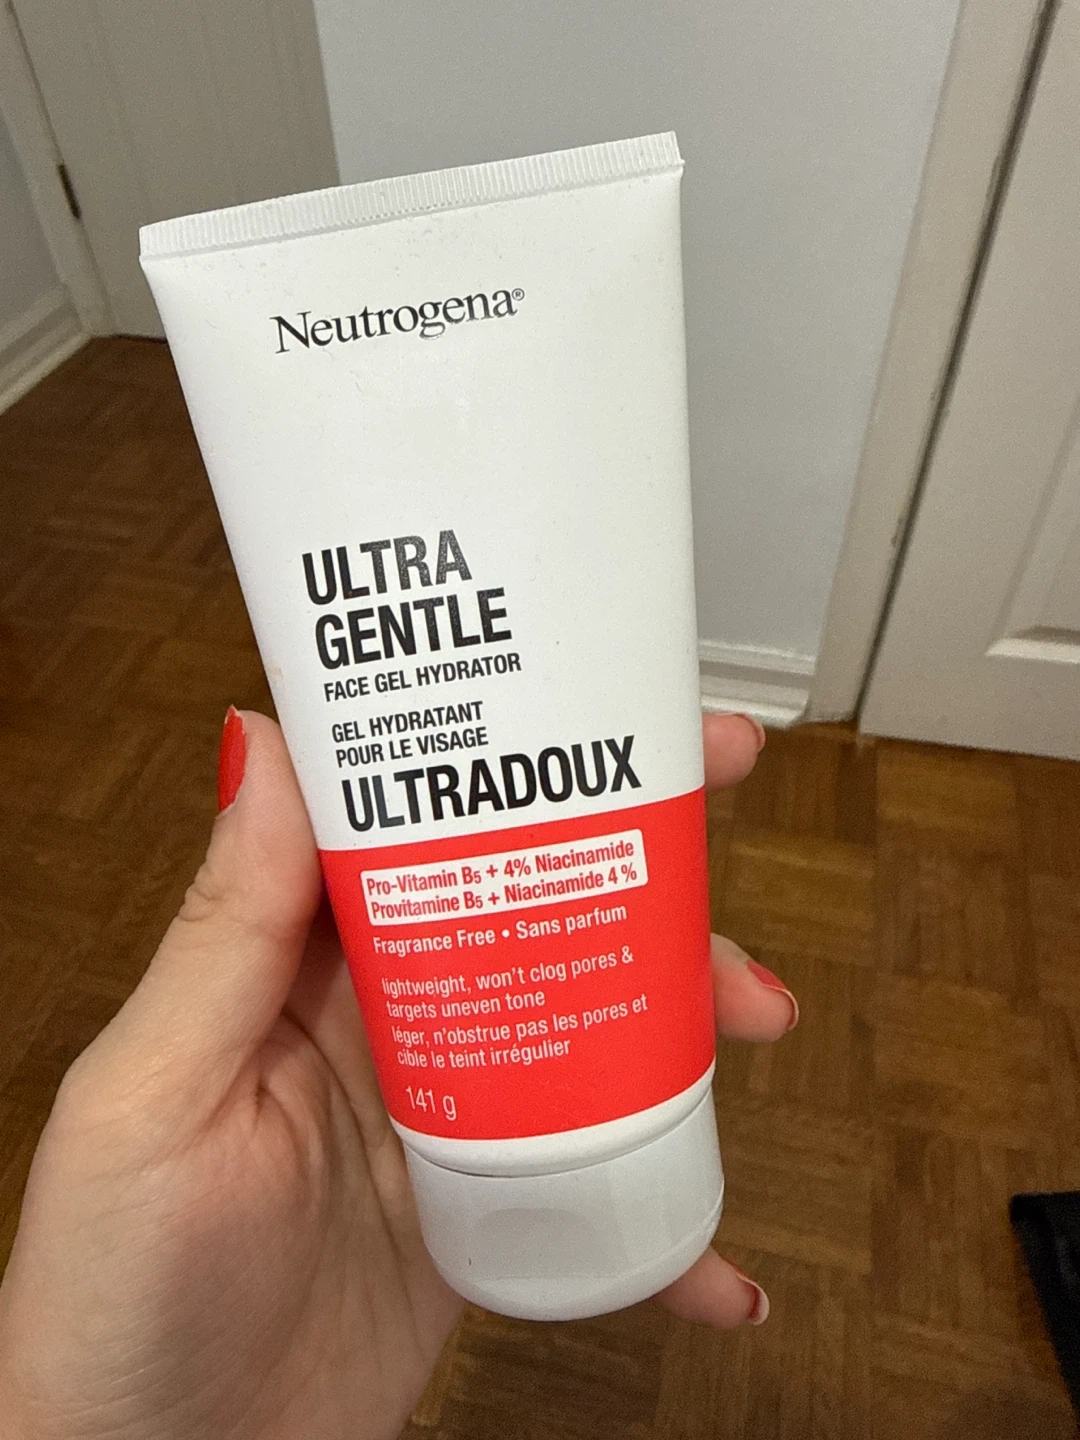 Neutrogena®
ULTRA
GENTLE
FACE GEL HYDRATOR
GEL HYDRATANT
POUR LE VISAGE
ULTRADOUX
Pro-Vitamin B5 + 4% Niacinamide
Provitamine B5 + Niacinamide 4 %
Fragrance Free • Sans parfum
lightweight, won't clog pores &
targets uneven tone
léger, n'obstrue pas les pores et
cible le teint irrégulier
141 g